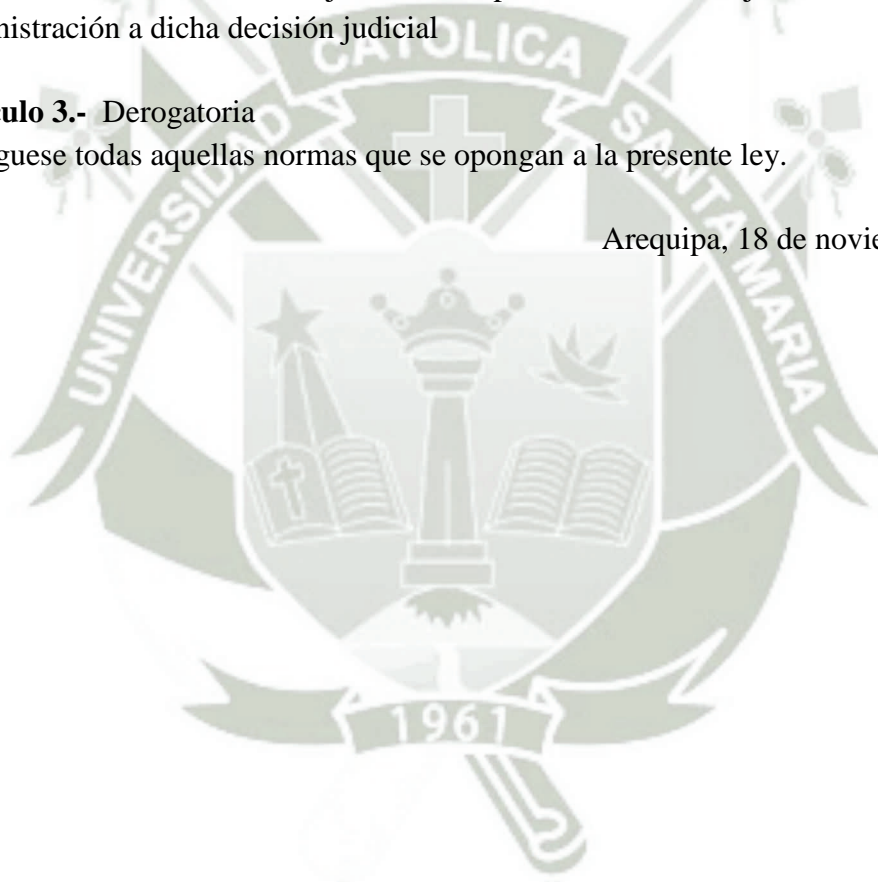 nistración a dicha decisión judicial
culo 3.- Derogatoria
guese todas aquellas normas que se opongan a la presente ley.
Arequipa, 18 de novie
UNIVERSIDAD CATOLICA SANTA MARIA
1961